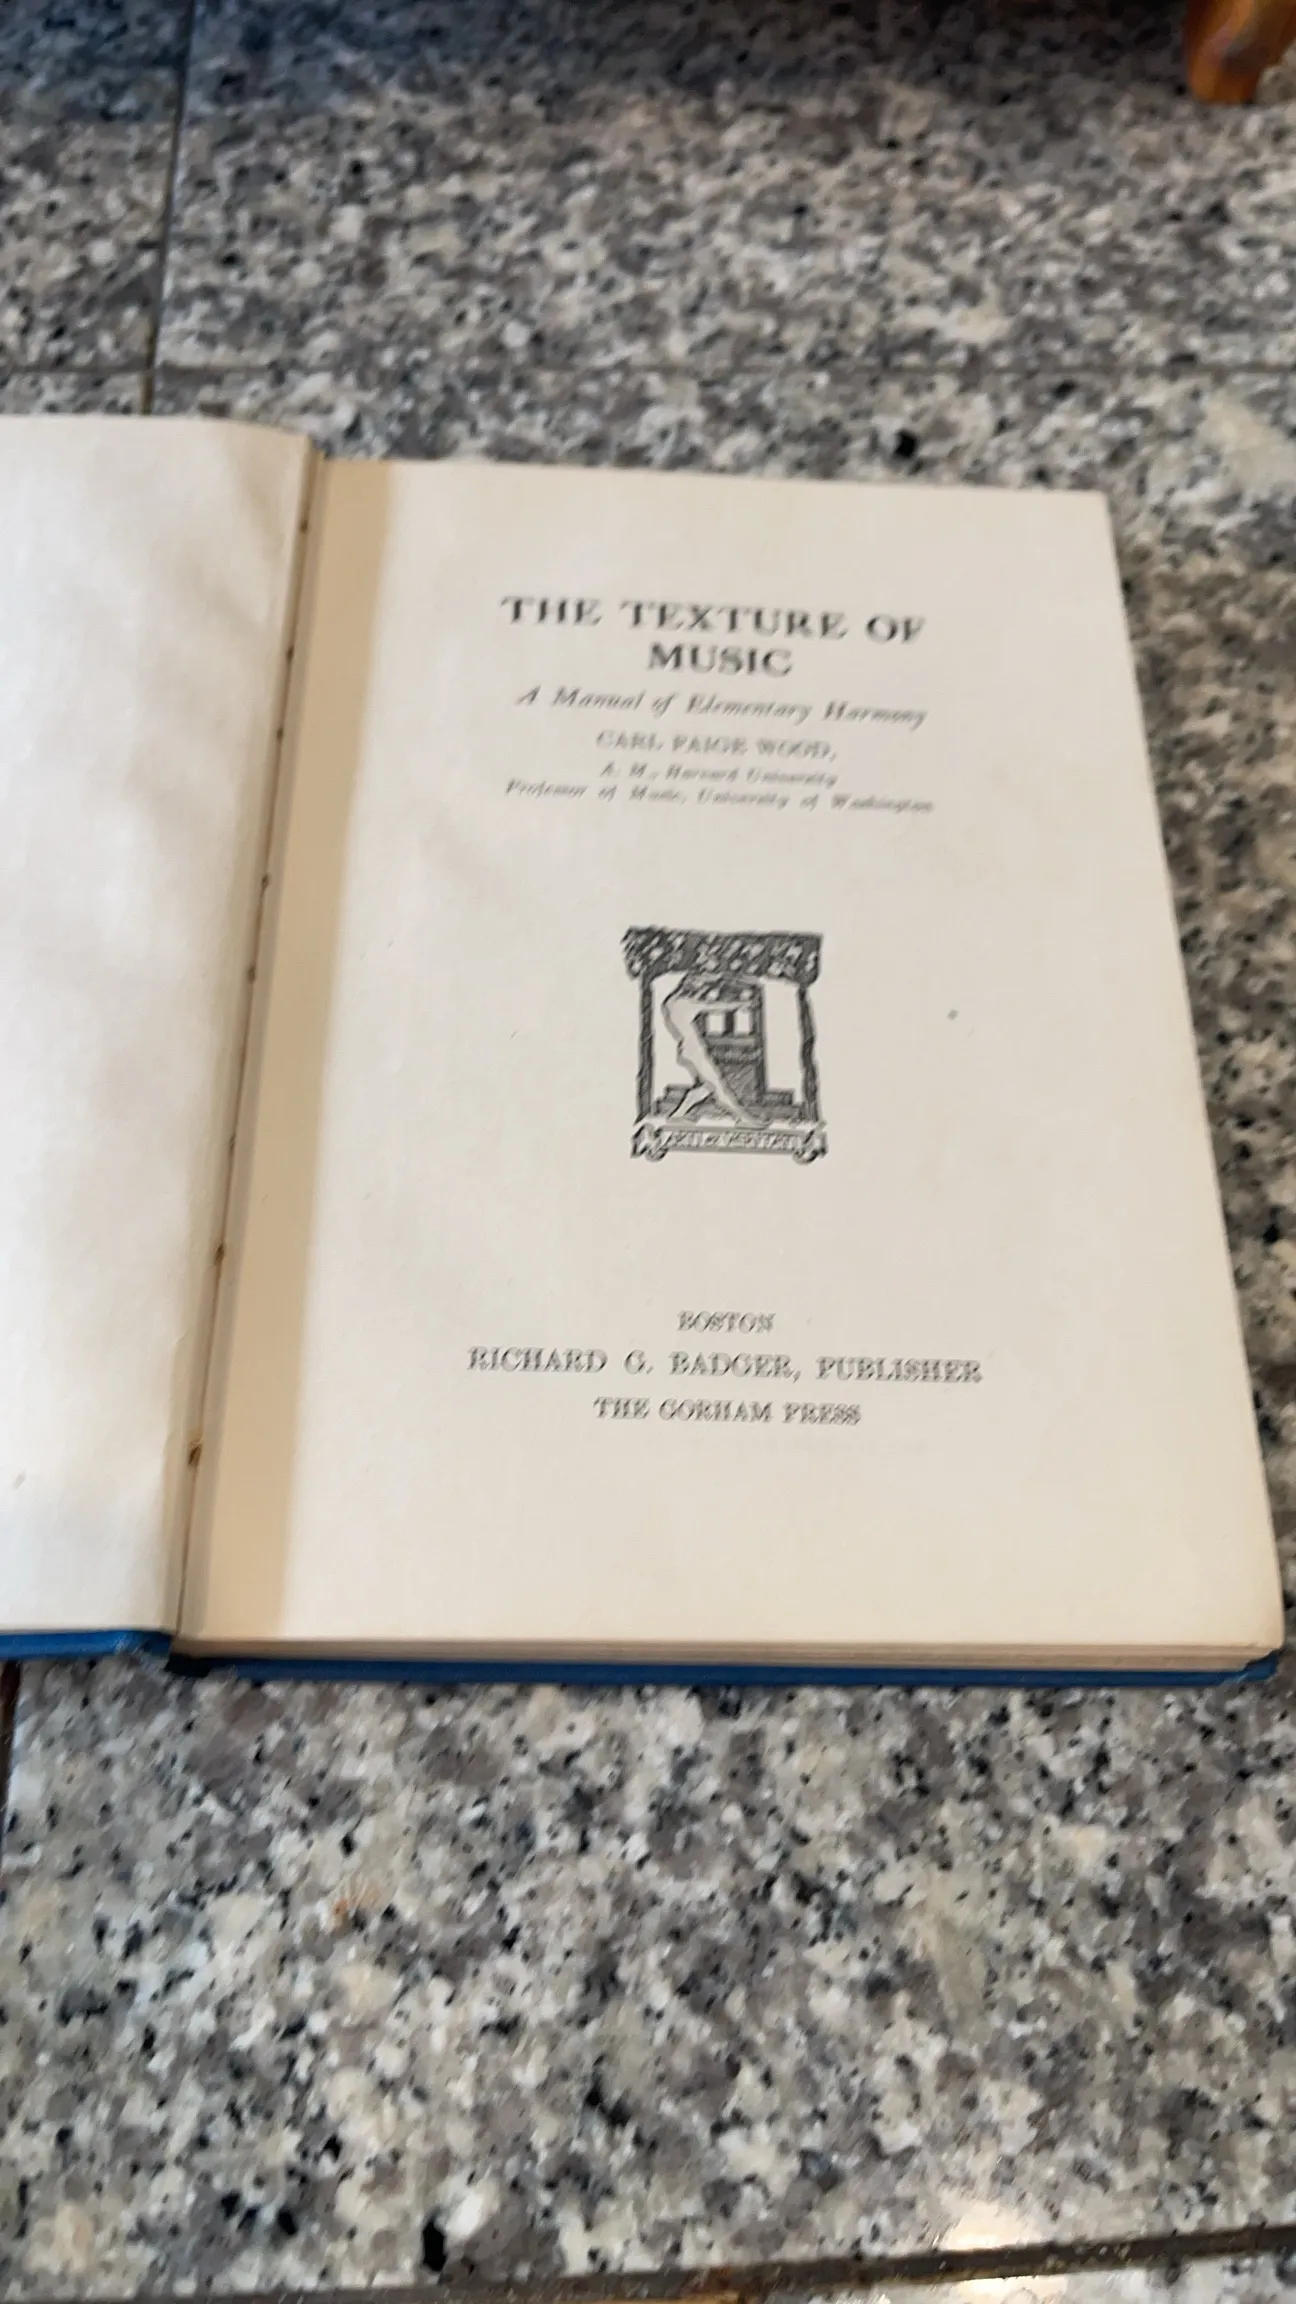 THE TEXTURE OF
MUSIC
A Manual of Elementary Harmony
CARL PAIGE WOOD,
A. M., Harvard University
Professor of Music, University of Washington
BOSTON
RICHARD G. BADGER, PUBLISHER
THE GORHAM PRESS